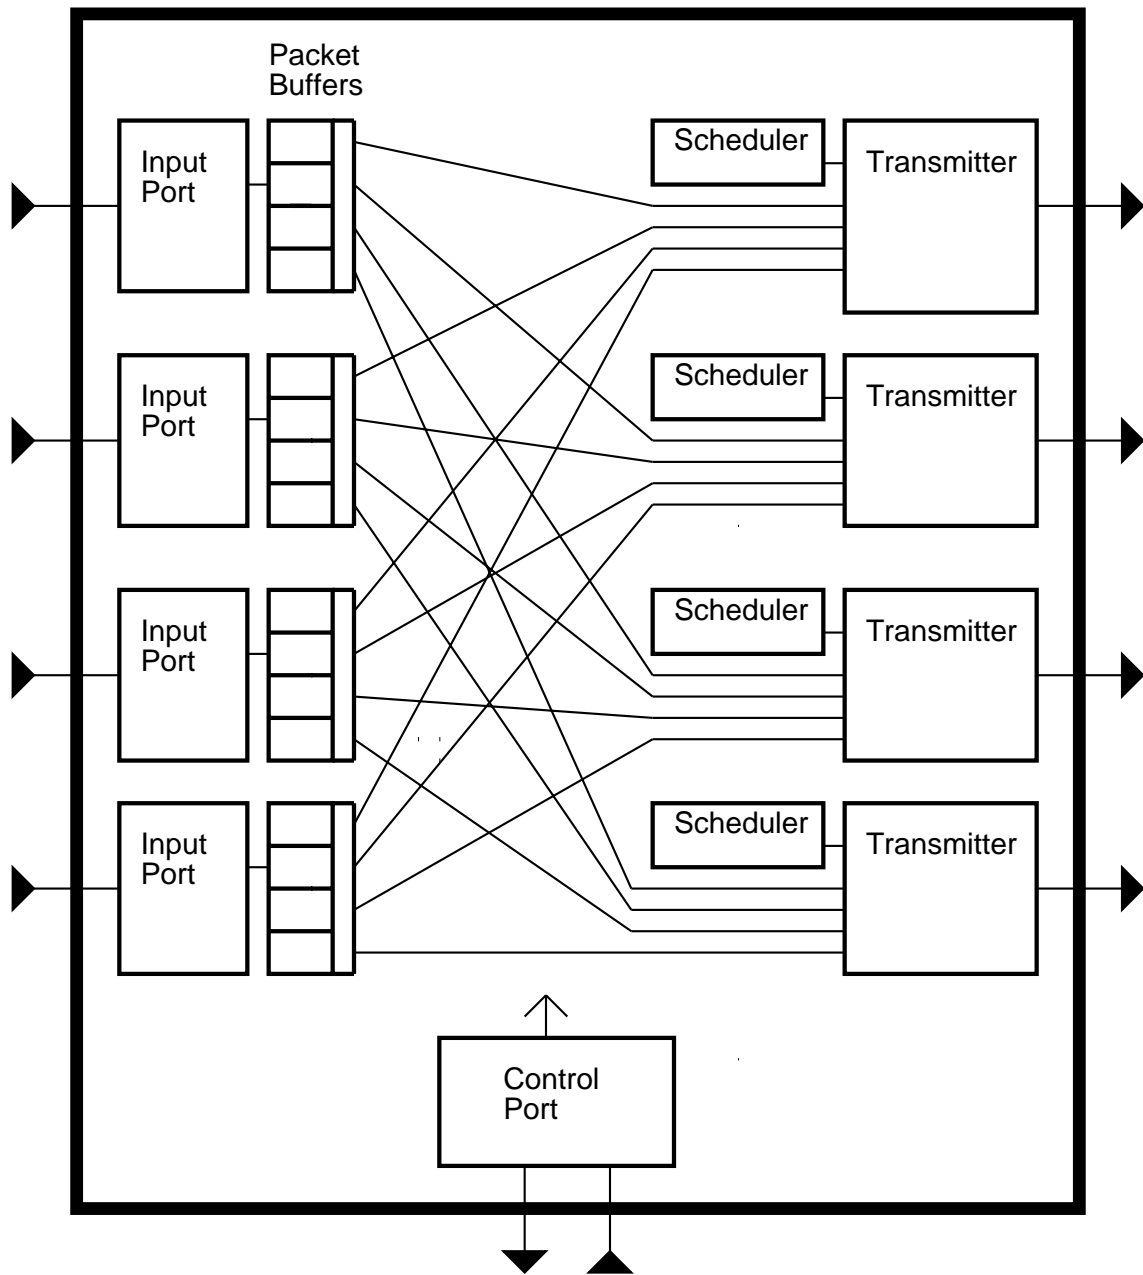 Packet
Buffers
Input
Port
Scheduler
Transmitter
Input
Port
Scheduler
Transmitter
Input
Port
Scheduler
Transmitter
Input
Port
Scheduler
Transmitter
Control
Port